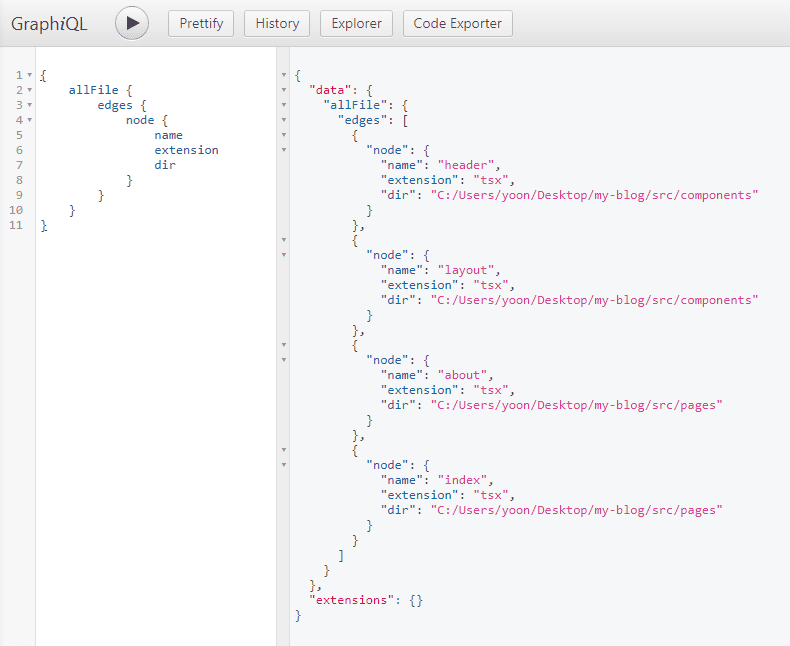 GraphiQL Prettify History Explorer Code Exporter
1 {
2 allFile {
3 edges {
4 node {
5 name
6 extension
7 dir
8 }
9 }
10 }
11 }
{
"data": {
"allFile": {
"edges": [
{
"node": {
"name": "header",
"extension": "tsx",
"dir": "C:/Users/yoon/Desktop/my-blog/src/components"
}
},
{
"node": {
"name": "layout",
"extension": "tsx",
"dir": "C:/Users/yoon/Desktop/my-blog/src/components"
}
},
{
"node": {
"name": "about",
"extension": "tsx",
"dir": "C:/Users/yoon/Desktop/my-blog/src/pages"
}
},
{
"node": {
"name": "index",
"extension": "tsx",
"dir": "C:/Users/yoon/Desktop/my-blog/src/pages"
}
}
]
}
},
"extensions": {}
}